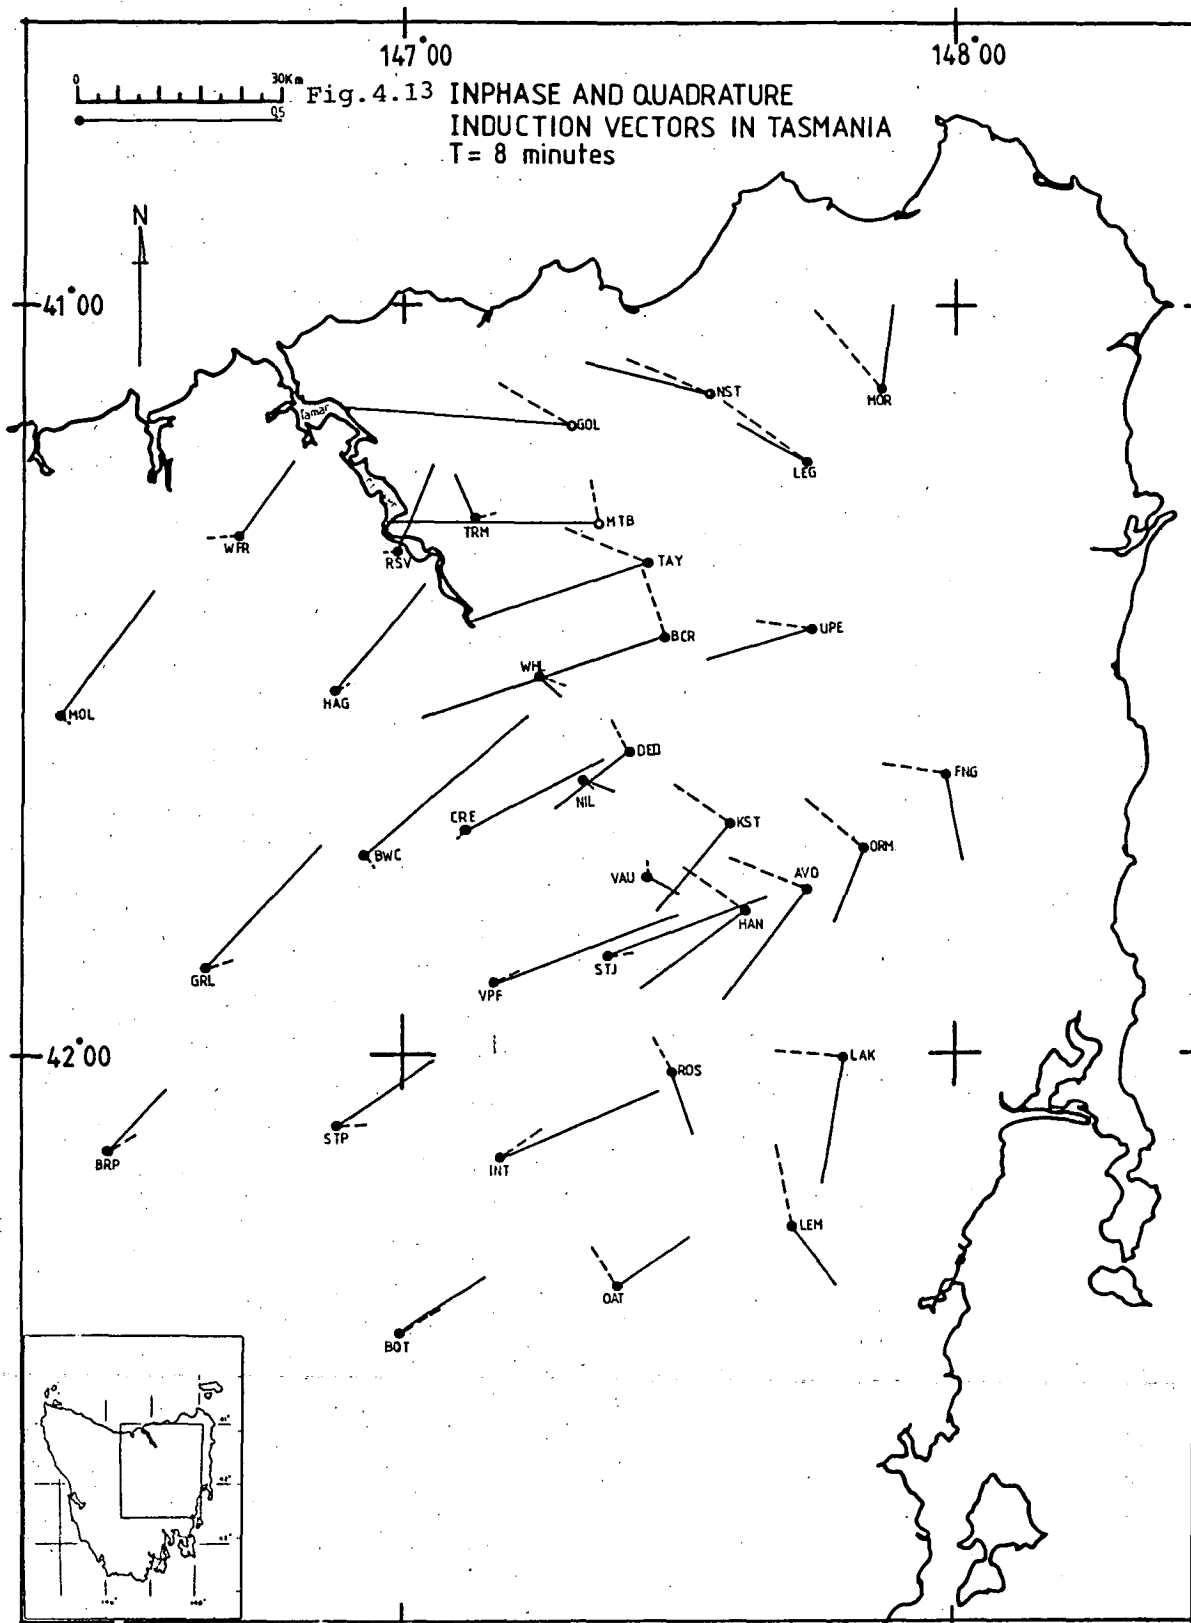 147°00
148°00
0 30Km
0.5
Fig.4.13 INPHASE AND QUADRATURE
INDUCTION VECTORS IN TASMANIA
T= 8 minutes
N
41°00
Tamar
NST
MOR
GOL
LEG
WFR
RSV
TRM
MTB
TAY
BCR
UPE
MOL
HAG
WHL
DED
FNG
NIL
CRE
BWC
KST
ORM
VAU
AVO
HAN
GRL
VPF
STJ
42°00
LAK
ROS
STP
BRP
INT
LEM
OAT
BOT